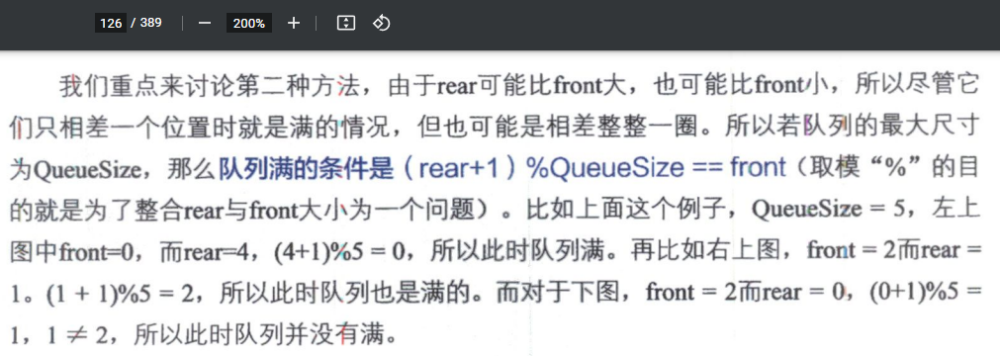 126 / 389 — 200% +
我们重点来讨论第二种方法，由于rear可能比front大，也可能比front小，所以尽管它
们只相差一个位置时就是满的情况，但也可能是相差整整一圈。所以若队列的最大尺寸
为QueueSize，那么队列满的条件是（rear+1）%QueueSize == front（取模“%”的目
的就是为了整合rear与front大小为一个问题）。比如上面这个例子，QueueSize = 5，左上
图中front=0，而rear=4，(4+1)%5 = 0，所以此时队列满。再比如右上图，front = 2而rear =
1。(1 + 1)%5 = 2，所以此时队列也是满的。而对于下图，front = 2而rear = 0，(0+1)%5 =
1，1 ≠ 2，所以此时队列并没有满。